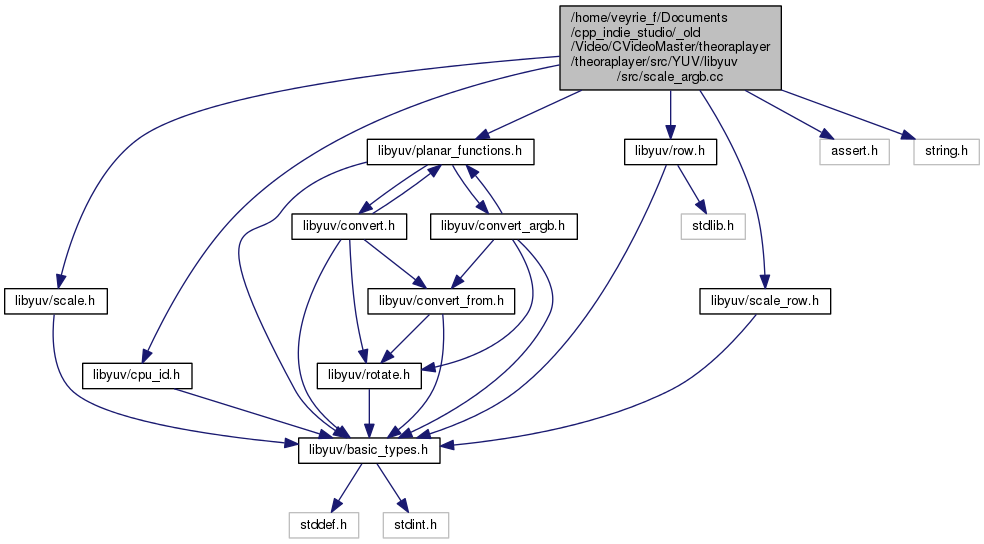 /home/veyrie_f/Documents
/cpp_indie_studio/_old
/Video/CVideoMaster/theoraplayer
/theoraplayer/src/YUV/libyuv
/src/scale_argb.cc
libyuv/planar_functions.h
libyuv/row.h
assert.h
string.h
libyuv/convert.h
libyuv/convert_argb.h
stdlib.h
libyuv/scale.h
libyuv/convert_from.h
libyuv/scale_row.h
libyuv/cpu_id.h
libyuv/rotate.h
libyuv/basic_types.h
stddef.h
stdint.h